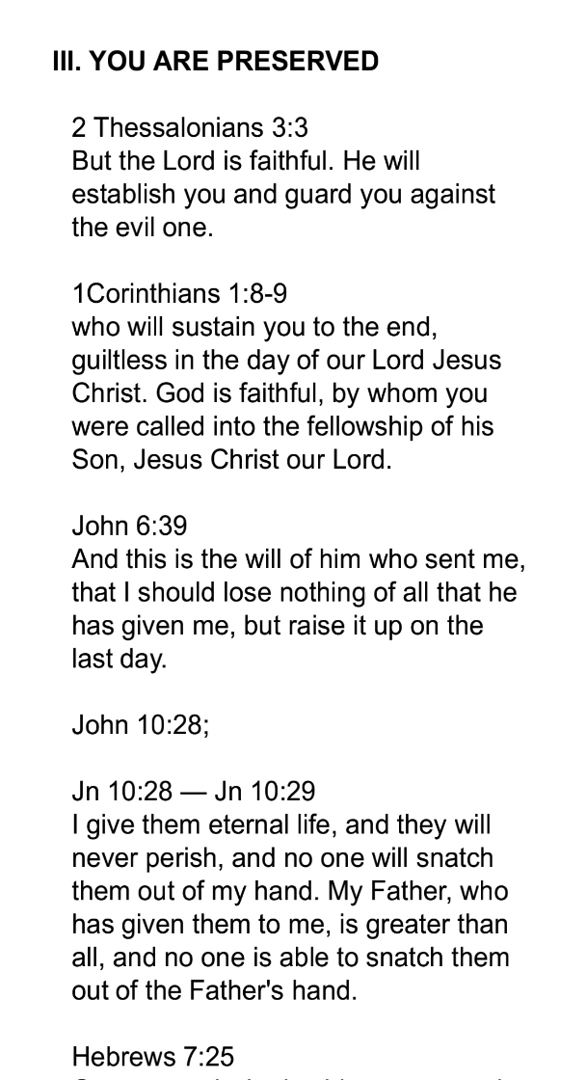 III. YOU ARE PRESERVED
2 Thessalonians 3:3
But the Lord is faithful. He will
establish you and guard you against
the evil one.
1Corinthians 1:8-9
who will sustain you to the end,
guiltless in the day of our Lord Jesus
Christ. God is faithful, by whom you
were called into the fellowship of his
Son, Jesus Christ our Lord.
John 6:39
And this is the will of him who sent me,
that I should lose nothing of all that he
has given me, but raise it up on the
last day.
John 10:28;
Jn 10:28 — Jn 10:29
I give them eternal life, and they will
never perish, and no one will snatch
them out of my hand. My Father, who
has given them to me, is greater than
all, and no one is able to snatch them
out of the Father's hand.
Hebrews 7:25